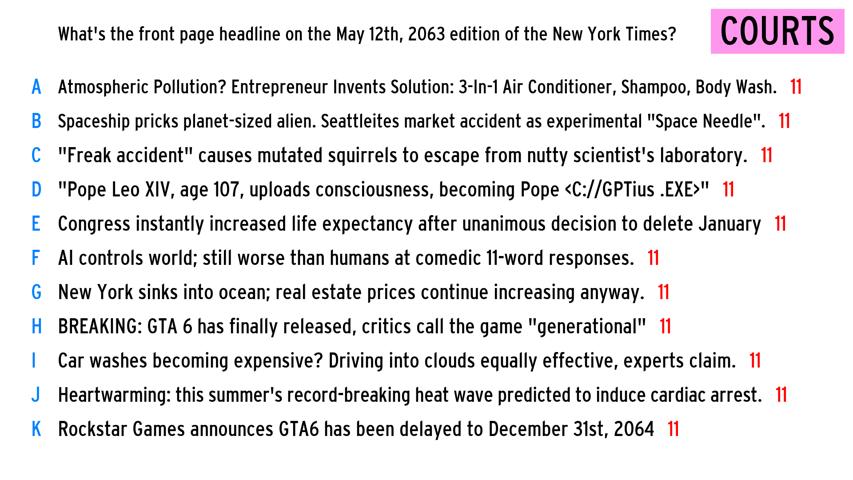 What's the front page headline on the May 12th, 2063 edition of the New York Times?
COURTS
A Atmospheric Pollution? Entrepreneur Invents Solution: 3-In-1 Air Conditioner, Shampoo, Body Wash. 11
B Spaceship pricks planet-sized alien. Seattleites market accident as experimental "Space Needle". 11
C "Freak accident" causes mutated squirrels to escape from nutty scientist's laboratory. 11
D "Pope Leo XIV, age 107, uploads consciousness, becoming Pope <C://GPTius .EXE>" 11
E Congress instantly increased life expectancy after unanimous decision to delete January 11
F AI controls world; still worse than humans at comedic 11-word responses. 11
G New York sinks into ocean; real estate prices continue increasing anyway. 11
H BREAKING: GTA 6 has finally released, critics call the game "generational" 11
I Car washes becoming expensive? Driving into clouds equally effective, experts claim. 11
J Heartwarming: this summer's record-breaking heat wave predicted to induce cardiac arrest. 11
K Rockstar Games announces GTA6 has been delayed to December 31st, 2064 11